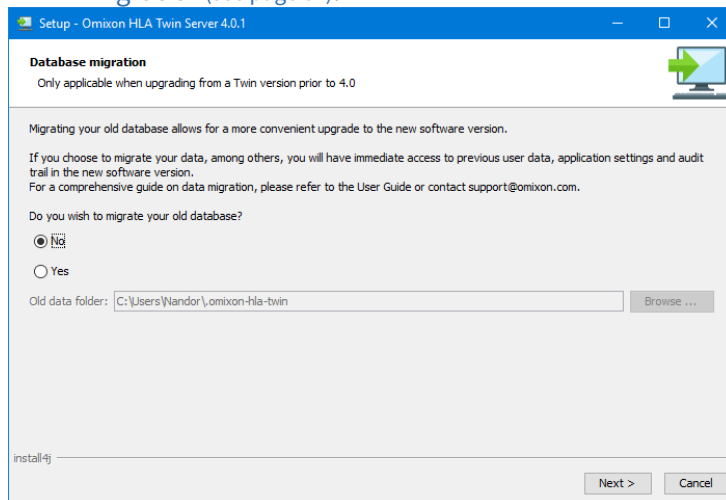 Setup - Omixon HLA Twin Server 4.0.1
Database migration
Only applicable when upgrading from a Twin version prior to 4.0
Migrating your old database allows for a more convenient upgrade to the new software version.
If you choose to migrate your data, among others, you will have immediate access to previous user data, application settings and audit
trail in the new software version.
For a comprehensive guide on data migration, please refer to the User Guide or contact support@omixon.com.
Do you wish to migrate your old database?
No
Yes
Old data folder: C:\Users\Nandor\.omixon-hla-twin Browse ...
install4j
Next > Cancel